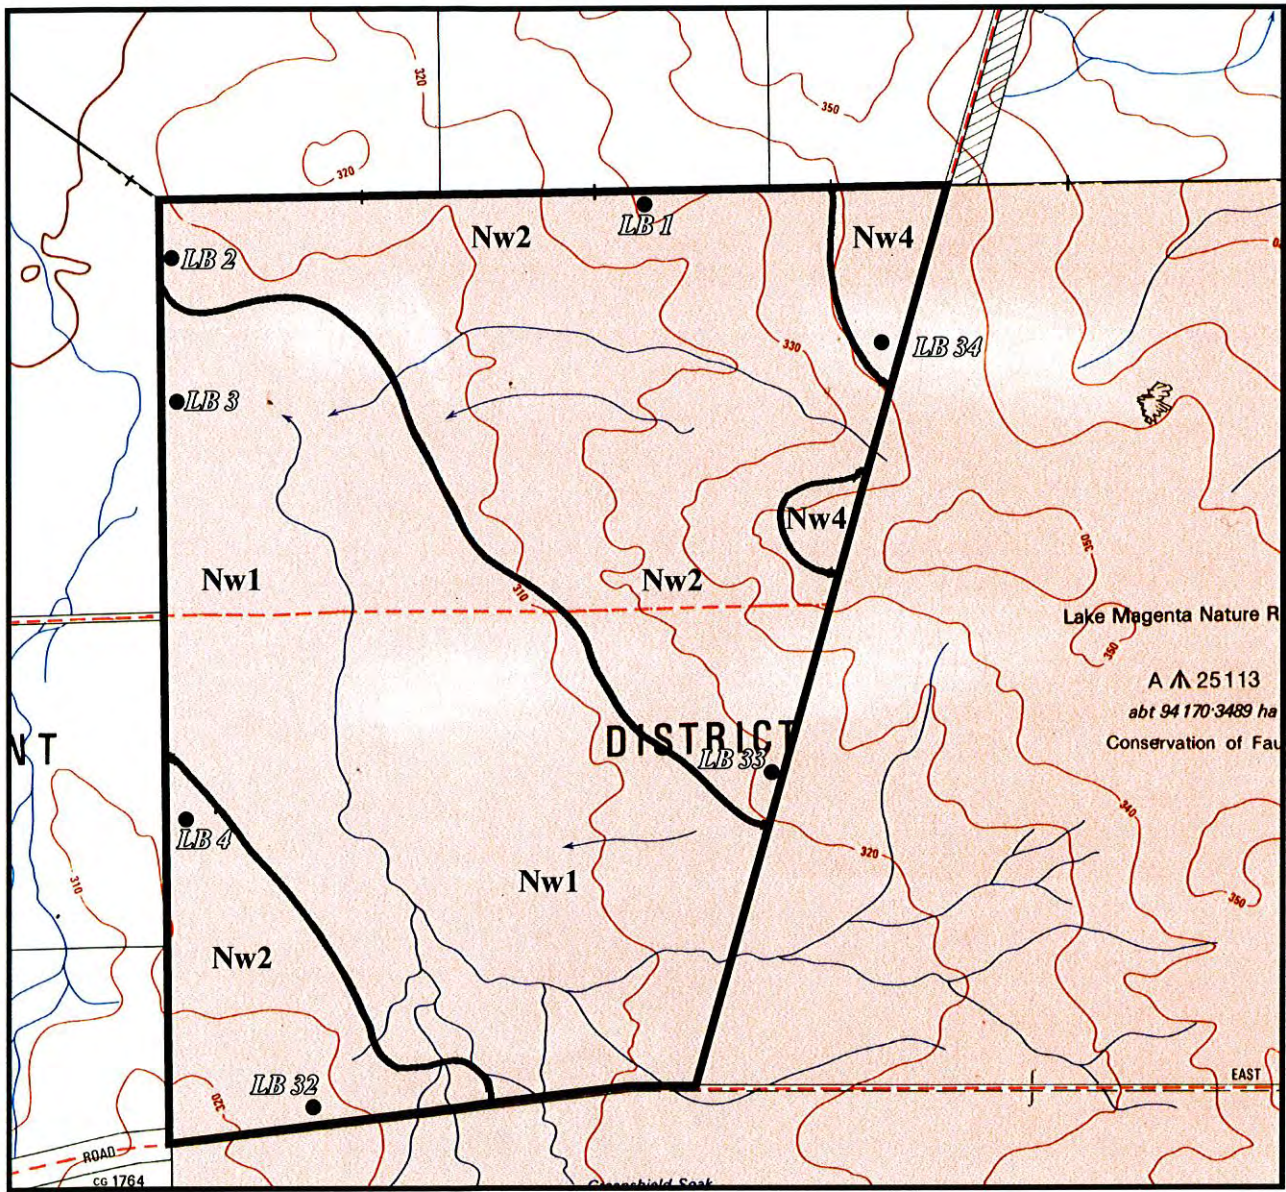 320
350
320
LB 1
Nw2
Nw4
LB 2
330
LB 34
LB 3
Nw4
350
Nw1
Nw2
310
Lake Magenta Nature R
350
A 25113
abt 94 170·3489 ha
DISTRICT
NT
Conservation of Fau
LB 33
340
LB 4
320
Nw1
310
350
Nw2
EAST
LB 32
320
ROAD
CG 1764
Greenshield Soak